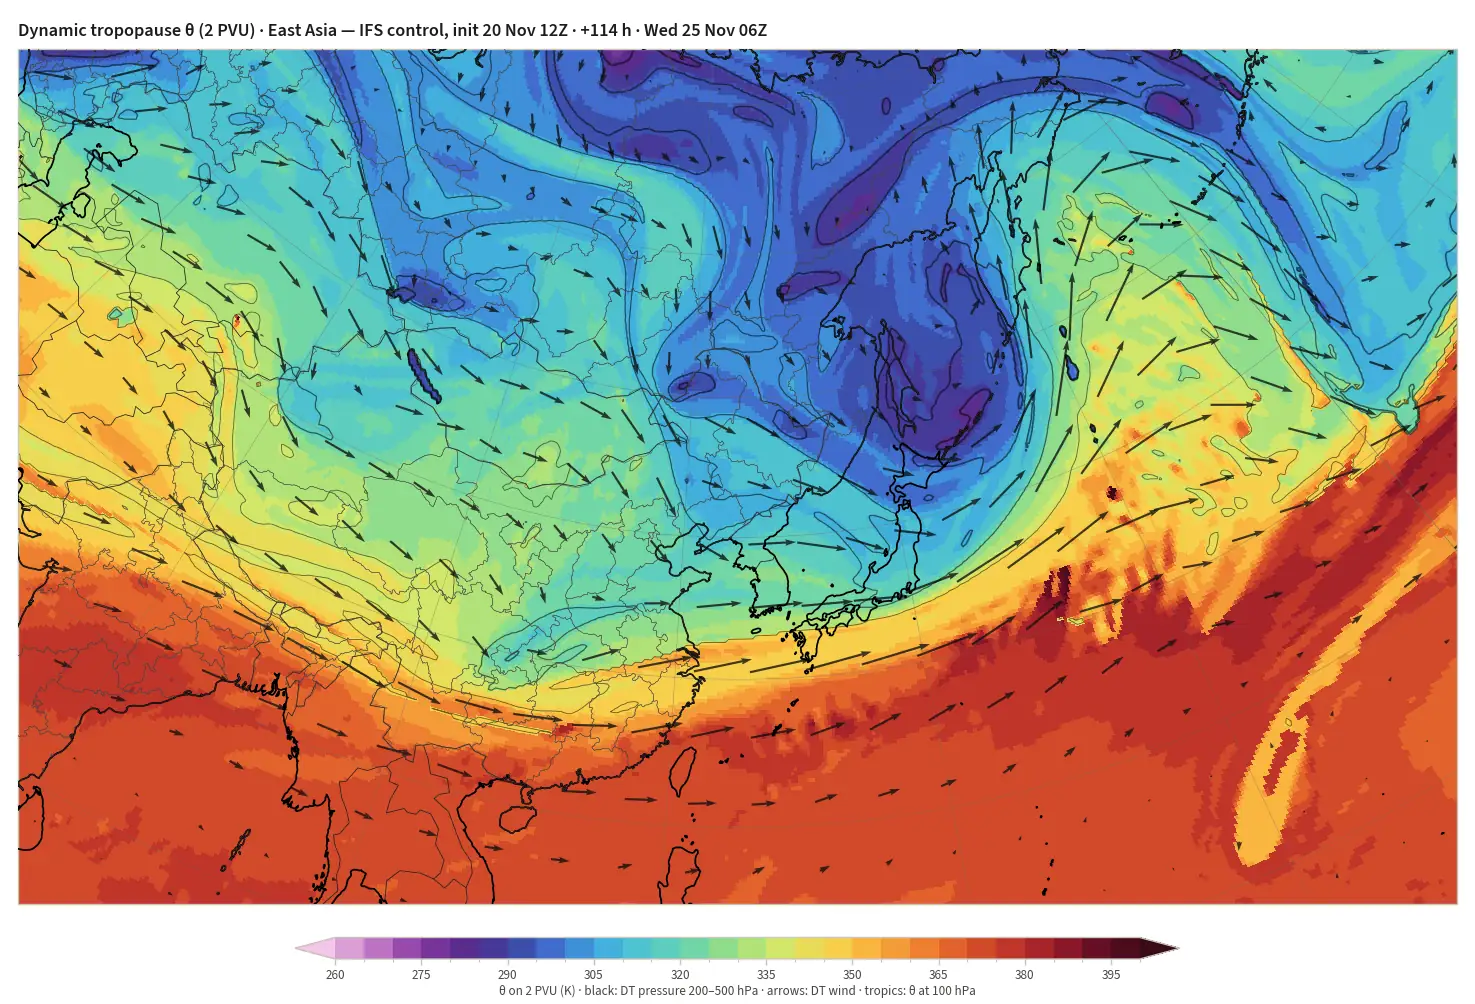 Dynamic tropopause θ (2 PVU) · East Asia — IFS control, init 20 Nov 12Z · +114 h · Wed 25 Nov 06Z
260 275 290 305 320 335 350 365 380 395
θ on 2 PVU (K) · black: DT pressure 200–500 hPa · arrows: DT wind · tropics: θ at 100 hPa